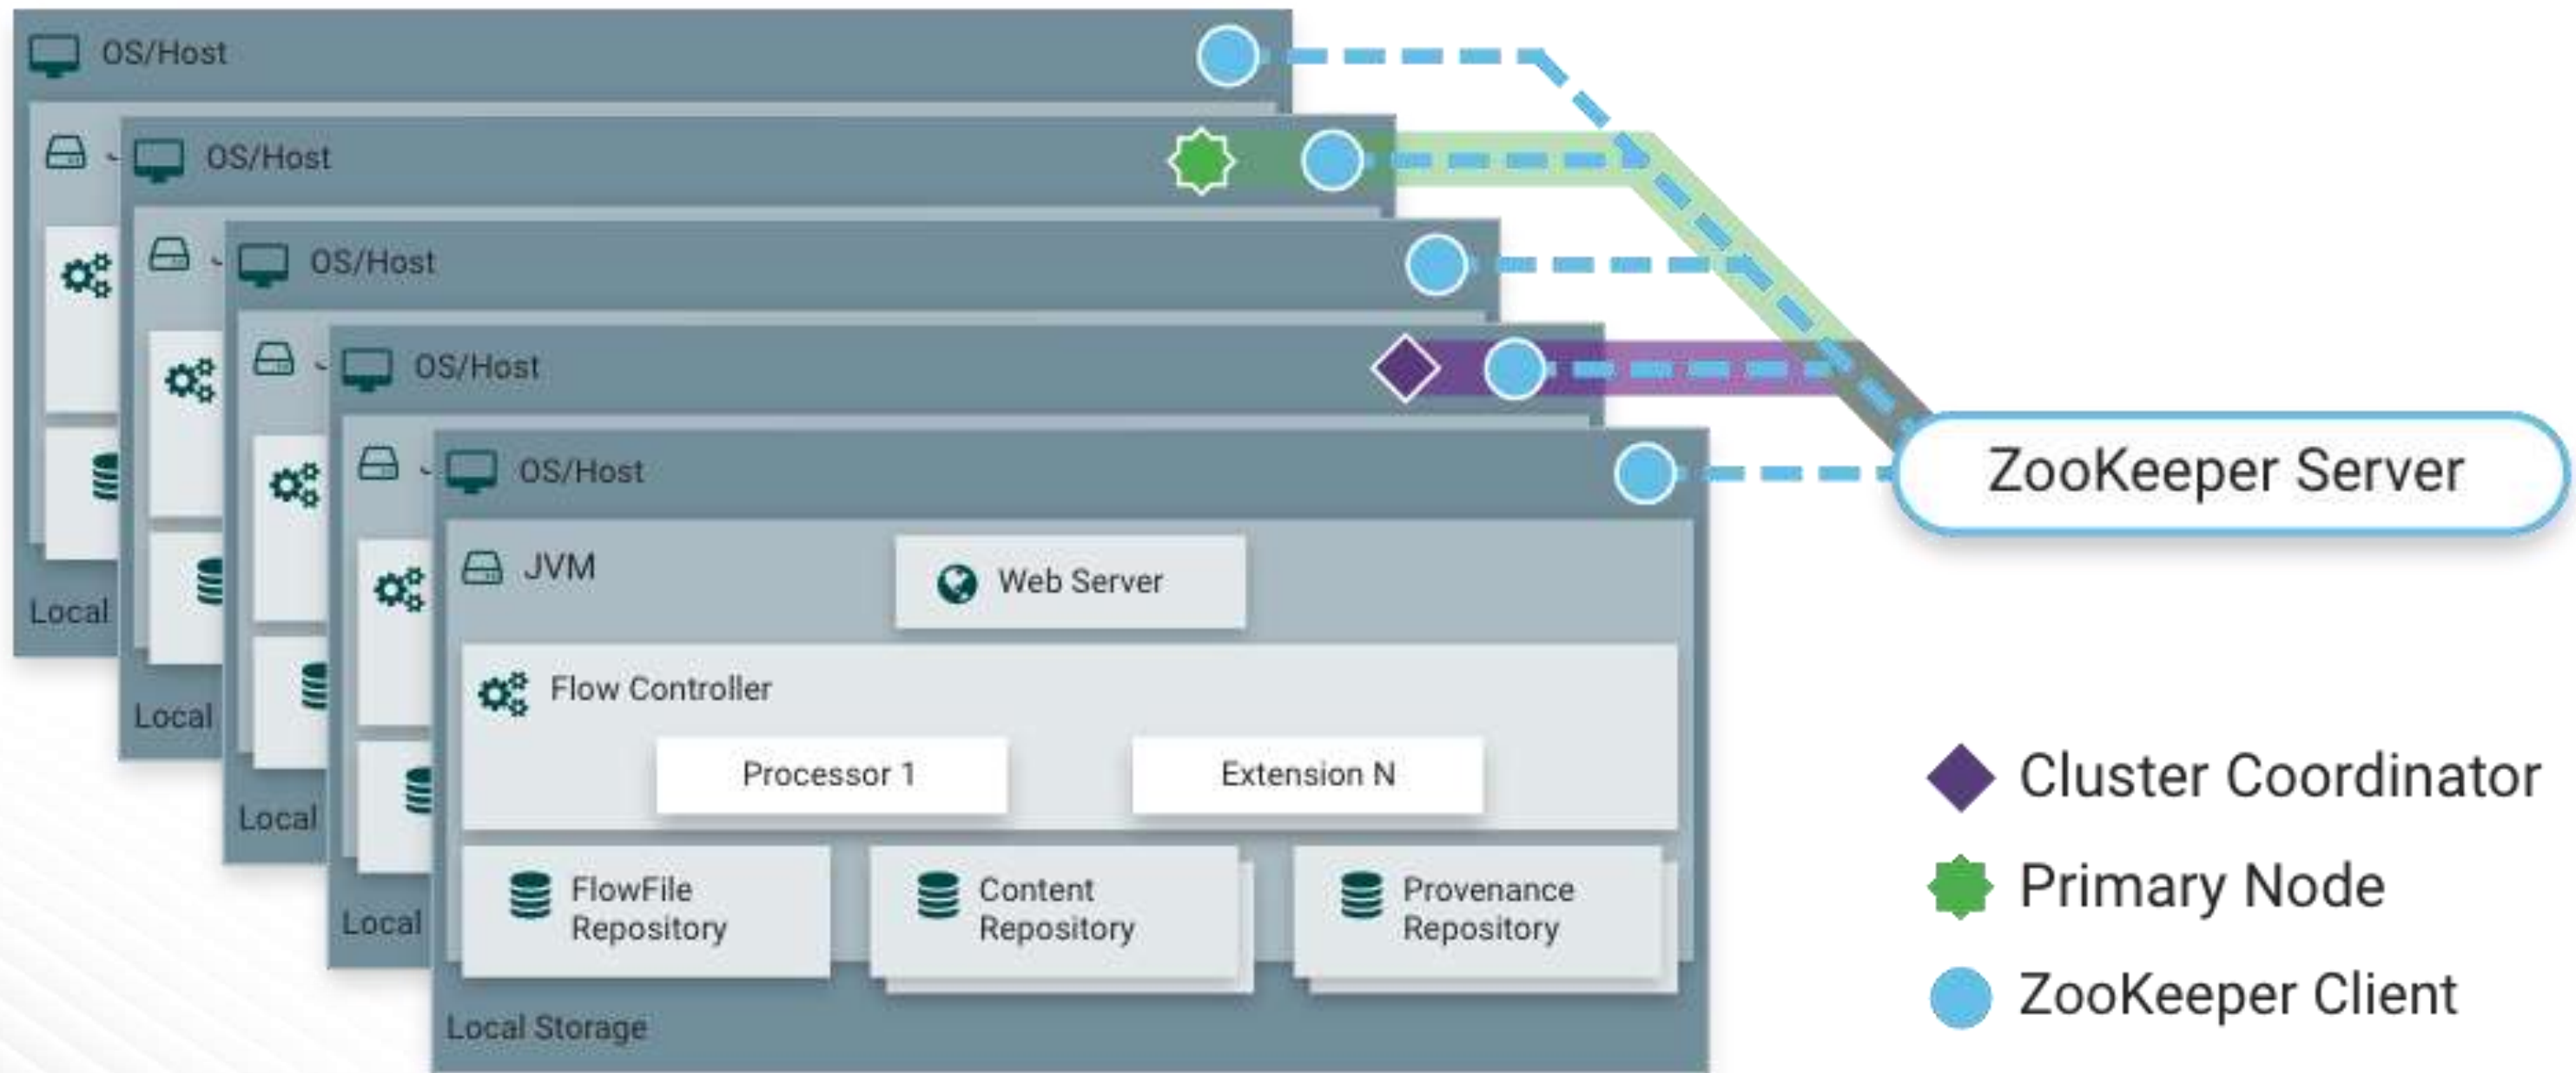 OS/Host
OS/Host
OS/Host
OS/Host
OS/Host
ZooKeeper Server
JVM
Web Server
Local
Flow Controller
Local
Processor 1
Extension N
Cluster Coordinator
Local
FlowFile
Repository
Content
Repository
Provenance
Repository
Primary Node
Local
ZooKeeper Client
Local Storage